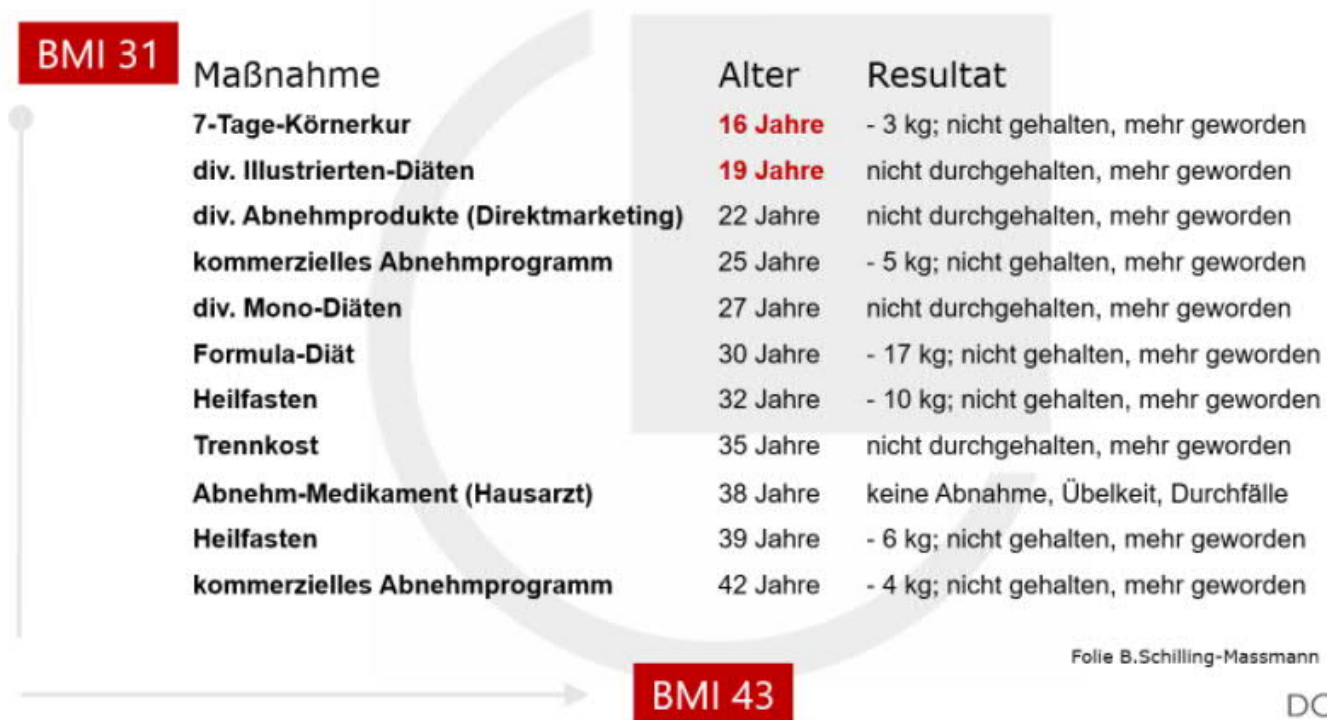 BMI 31
Maßnahme Alter Resultat
7-Tage-Körnerkur 16 Jahre - 3 kg; nicht gehalten, mehr geworden
div. Illustrierten-Diäten 19 Jahre nicht durchgehalten, mehr geworden
div. Abnehmprodukte (Direktmarketing) 22 Jahre nicht durchgehalten, mehr geworden
kommerzielles Abnehmprogramm 25 Jahre - 5 kg; nicht gehalten, mehr geworden
div. Mono-Diäten 27 Jahre nicht durchgehalten, mehr geworden
Formula-Diät 30 Jahre - 17 kg; nicht gehalten, mehr geworden
Heilfasten 32 Jahre - 10 kg; nicht gehalten, mehr geworden
Trennkost 35 Jahre nicht durchgehalten, mehr geworden
Abnehm-Medikament (Hausarzt) 38 Jahre keine Abnahme, Übelkeit, Durchfälle
Heilfasten 39 Jahre - 6 kg; nicht gehalten, mehr geworden
kommerzielles Abnehmprogramm 42 Jahre - 4 kg; nicht gehalten, mehr geworden
Folie B.Schilling-Massmann
BMI 43